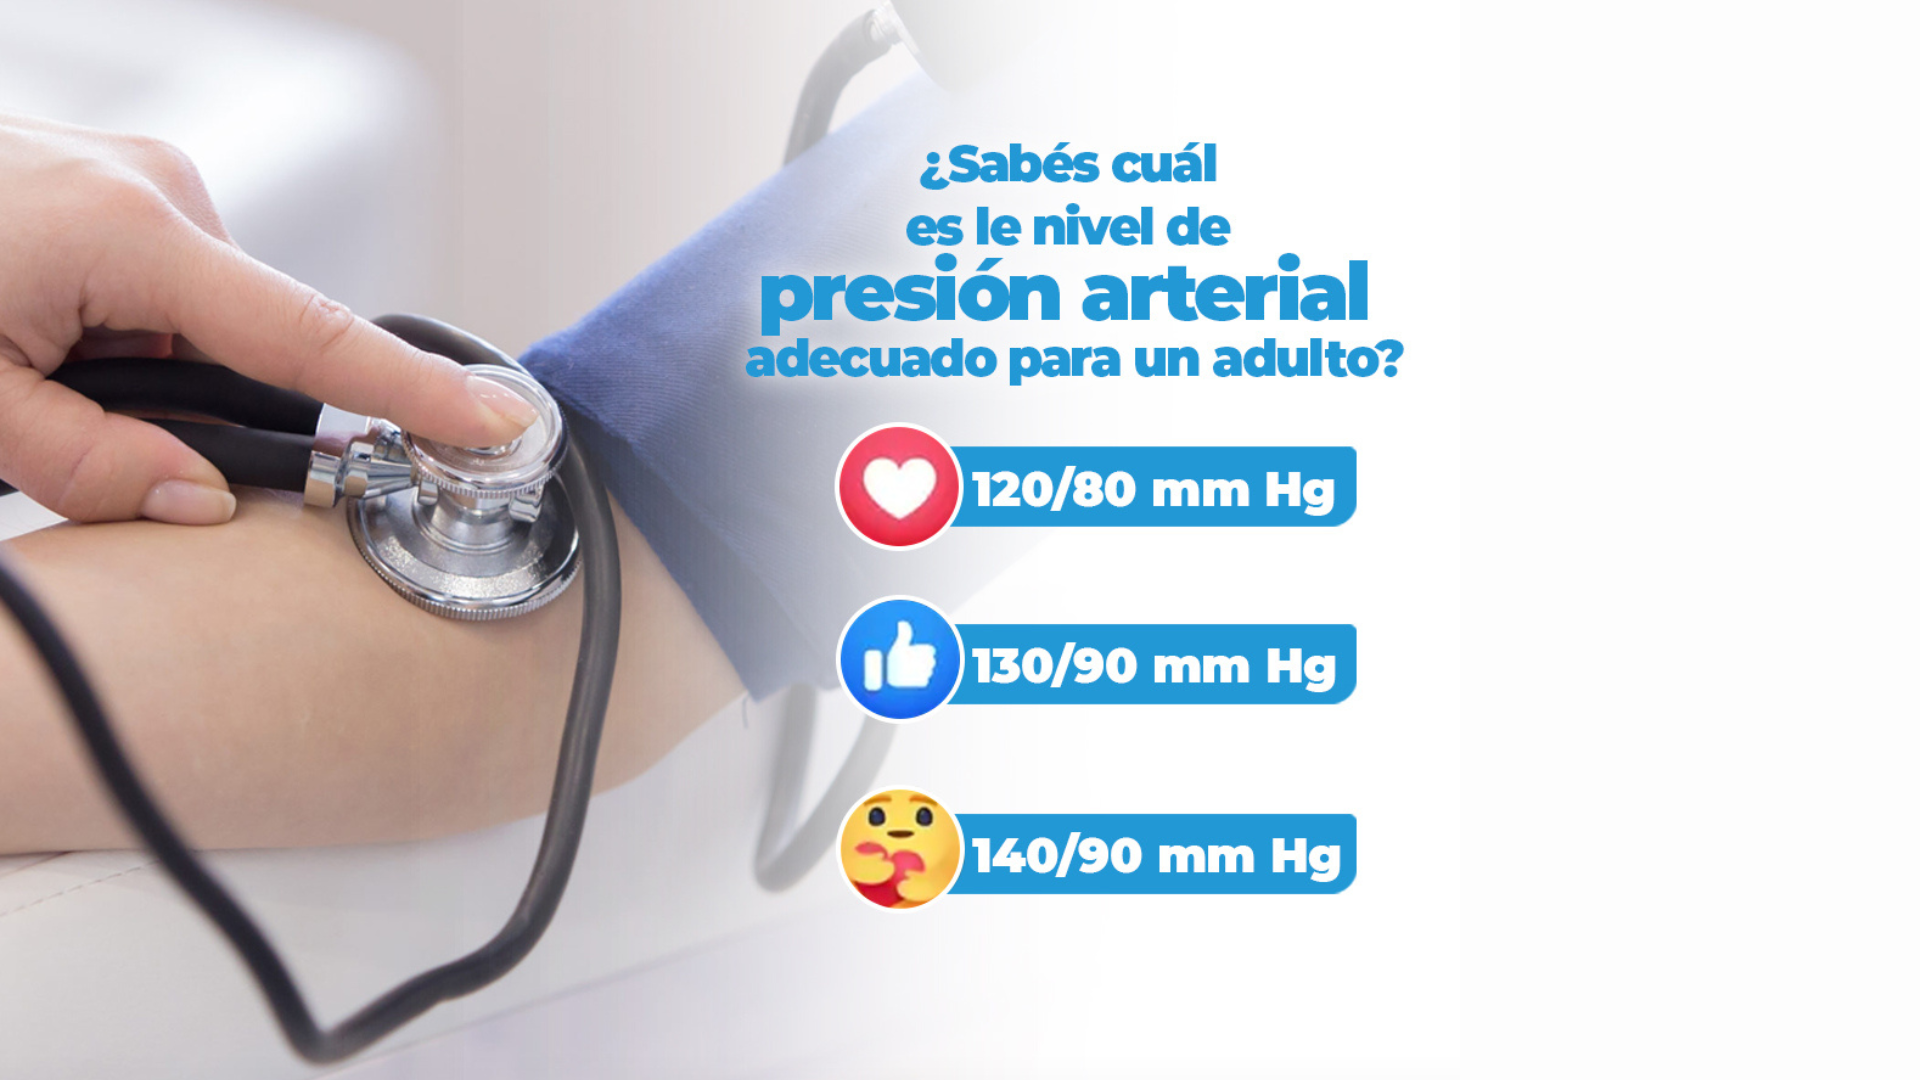 ¿Sabés cuál
es le nivel de
presión arterial
adecuado para un adulto?
120/80 mm Hg
130/90 mm Hg
140/90 mm Hg